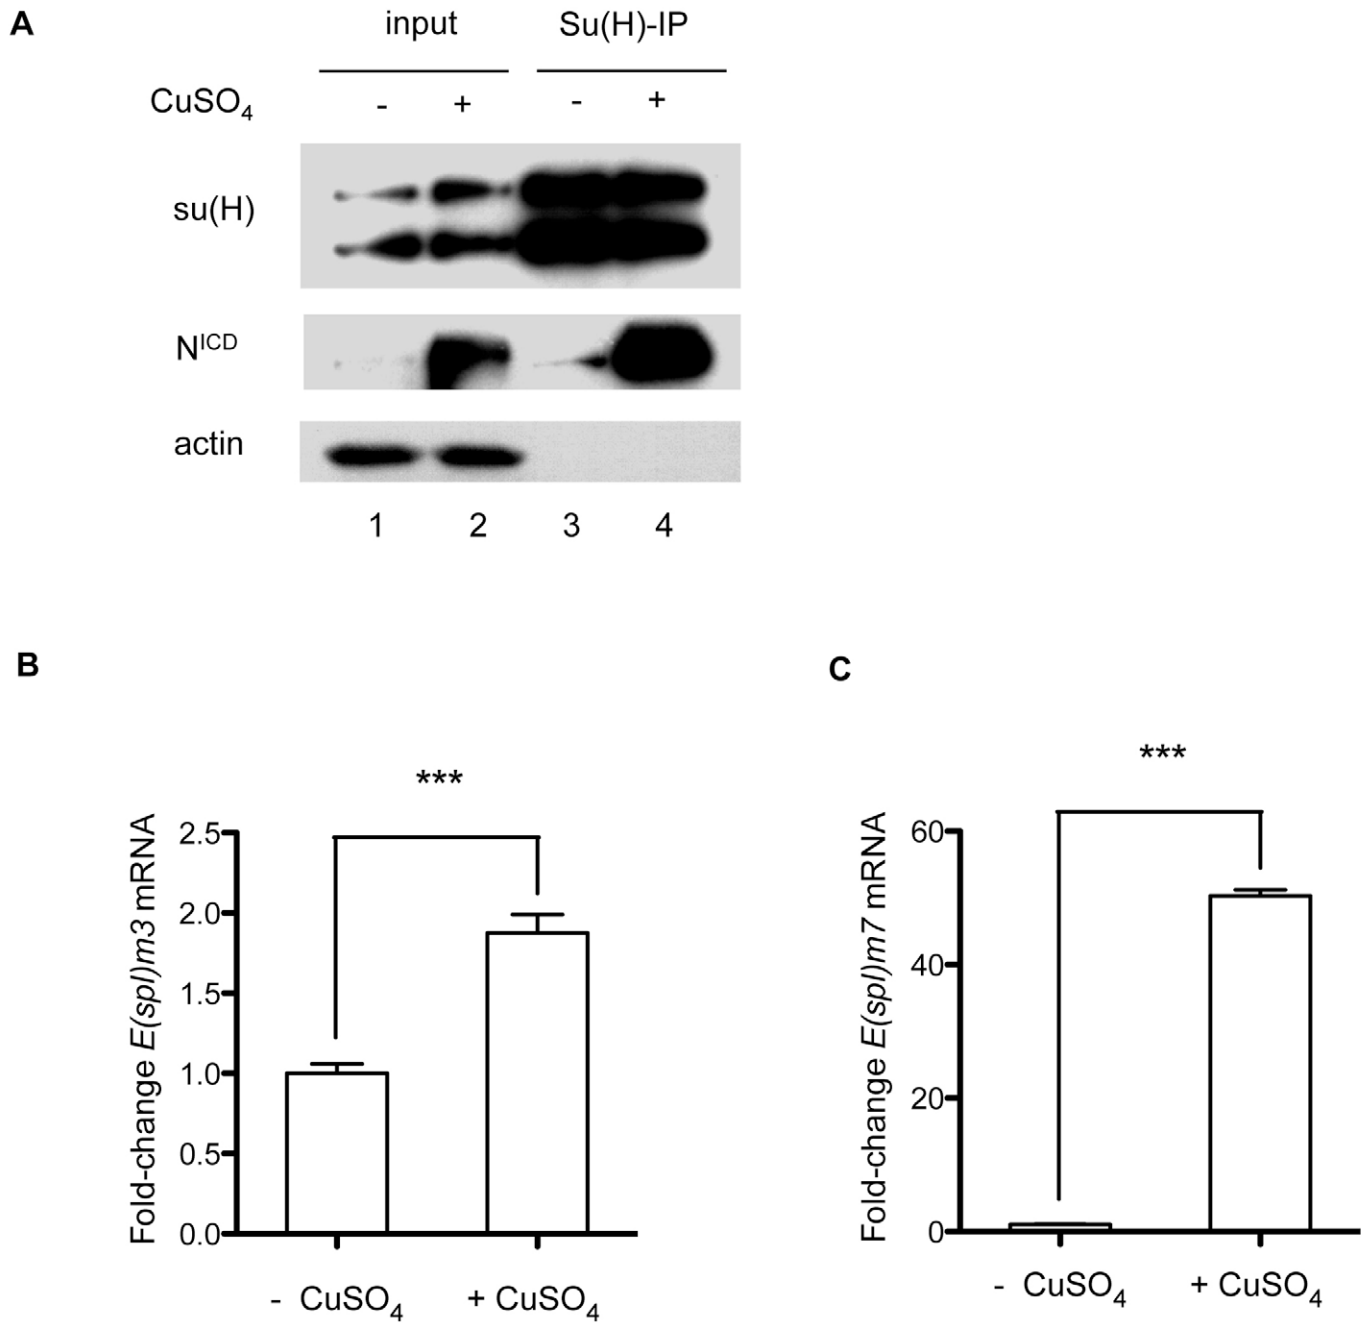 A
input Su(H)-IP
CuSO₄ - + - +
su(H)
Nᴵᶜᴰ
actin
1 2 3 4
B
***
Fold-change E(spl)m3 mRNA
2.5
2.0
1.5
1.0
0.5
0.0
- CuSO₄ + CuSO₄
C
***
Fold-change E(spl)m7 mRNA
60
40
20
0
- CuSO₄ + CuSO₄